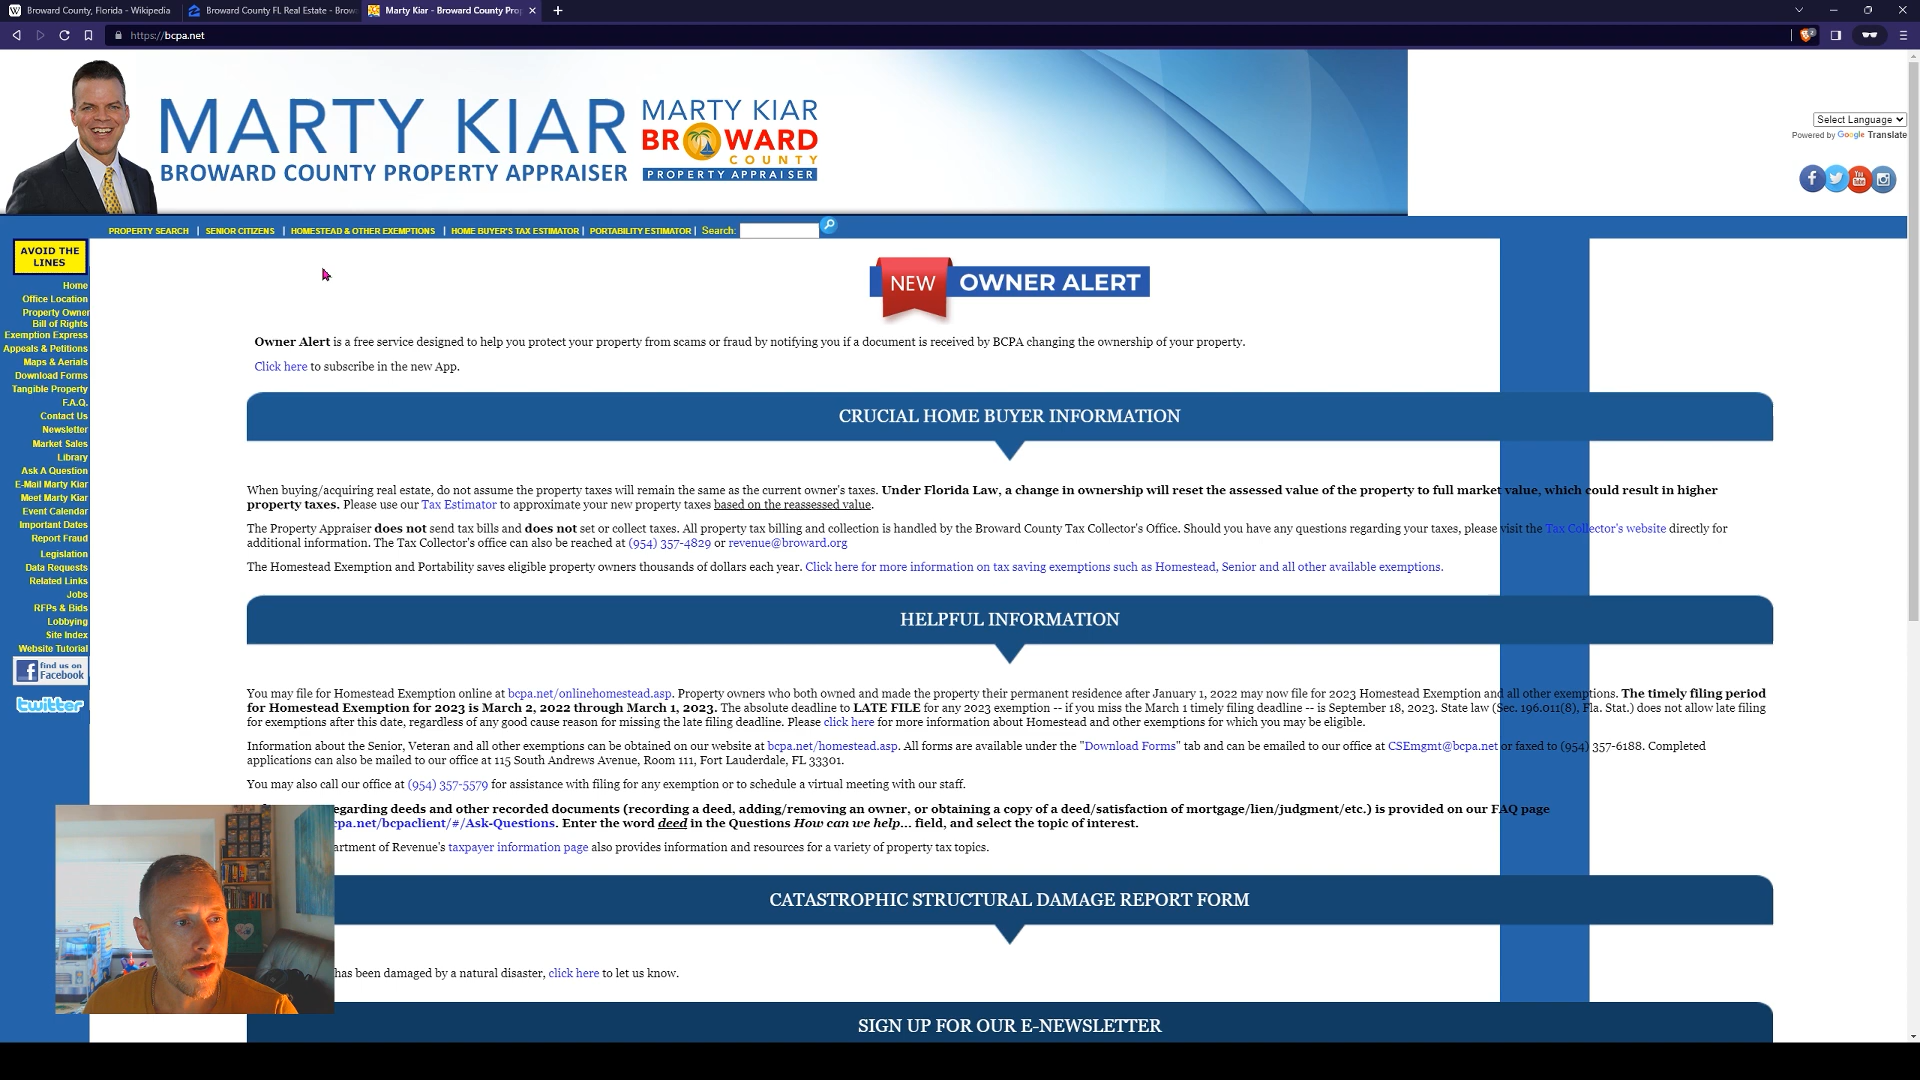 Broward County, Florida - Wikipedia
Broward County FL Real Estate - Brow
Marty Kiar - Broward County Pro
https://bcpa.net
MARTY KIAR
BROWARD COUNTY PROPERTY APPRAISER
MARTY KIAR
BROWARD
COUNTY
PROPERTY APPRAISER
Select Language
Powered by Google Translate
PROPERTY SEARCH | SENIOR CITIZENS | HOMESTEAD & OTHER EXEMPTIONS | HOME BUYER'S TAX ESTIMATOR | PORTABILITY ESTIMATOR | Search:
AVOID THE
LINES
Home
Office Location
Property Owner
Bill of Rights
Exemption Express
Appeals & Petitions
Maps & Aerials
Download Forms
Tangible Property
F.A.Q.
Contact Us
Newsletter
Market Sales
Library
Ask A Question
E-Mail Marty Kiar
Meet Marty Kiar
Event Calendar
Important Dates
Report Fraud
Legislation
Data Requests
Related Links
Jobs
RFPs & Bids
Lobbying
Site Index
Website Tutorial
find us on
Facebook
twitter
NEW OWNER ALERT
Owner Alert is a free service designed to help you protect your property from scams or fraud by notifying you if a document is received by BCPA changing the ownership of your property.
Click here to subscribe in the new App.
CRUCIAL HOME BUYER INFORMATION
When buying/acquiring real estate, do not assume the property taxes will remain the same as the current owner's taxes. Under Florida Law, a change in ownership will reset the assessed value of the property to full market value, which could result in higher
property taxes. Please use our Tax Estimator to approximate your new property taxes based on the reassessed value.
The Property Appraiser does not send tax bills and does not set or collect taxes. All property tax billing and collection is handled by the Broward County Tax Collector's Office. Should you have any questions regarding your taxes, please visit the Tax Collector's website directly for
additional information. The Tax Collector's office can also be reached at (954) 357-4829 or revenue@broward.org
The Homestead Exemption and Portability saves eligible property owners thousands of dollars each year. Click here for more information on tax saving exemptions such as Homestead, Senior and all other available exemptions.
HELPFUL INFORMATION
You may file for Homestead Exemption online at bcpa.net/onlinehomestead.asp. Property owners who both owned and made the property their permanent residence after January 1, 2022 may now file for 2023 Homestead Exemption and all other exemptions. The timely filing period
for Homestead Exemption for 2023 is March 2, 2022 through March 1, 2023. The absolute deadline to LATE FILE for any 2023 exemption -- if you miss the March 1 timely filing deadline -- is September 18, 2023. State law (Sec. 196.011(8), Fla. Stat.) does not allow late filing
for exemptions after this date, regardless of any good cause reason for missing the late filing deadline. Please click here for more information about Homestead and other exemptions for which you may be eligible.
Information about the Senior, Veteran and all other exemptions can be obtained on our website at bcpa.net/homestead.asp. All forms are available under the "Download Forms" tab and can be emailed to our office at CSEmgmt@bcpa.net or faxed to (954) 357-6188. Completed
applications can also be mailed to our office at 115 South Andrews Avenue, Room 111, Fort Lauderdale, FL 33301.
You may also call our office at (954) 357-5579 for assistance with filing for any exemption or to schedule a virtual meeting with our staff.
egarding deeds and other recorded documents (recording a deed, adding/removing an owner, or obtaining a copy of a deed/satisfaction of mortgage/lien/judgment/etc.) is provided on our FAQ page
cpa.net/bcpaclient/#/Ask-Questions. Enter the word deed in the Questions How can we help... field, and select the topic of interest.
artment of Revenue's taxpayer information page also provides information and resources for a variety of property tax topics.
CATASTROPHIC STRUCTURAL DAMAGE REPORT FORM
has been damaged by a natural disaster, click here to let us know.
SIGN UP FOR OUR E-NEWSLETTER